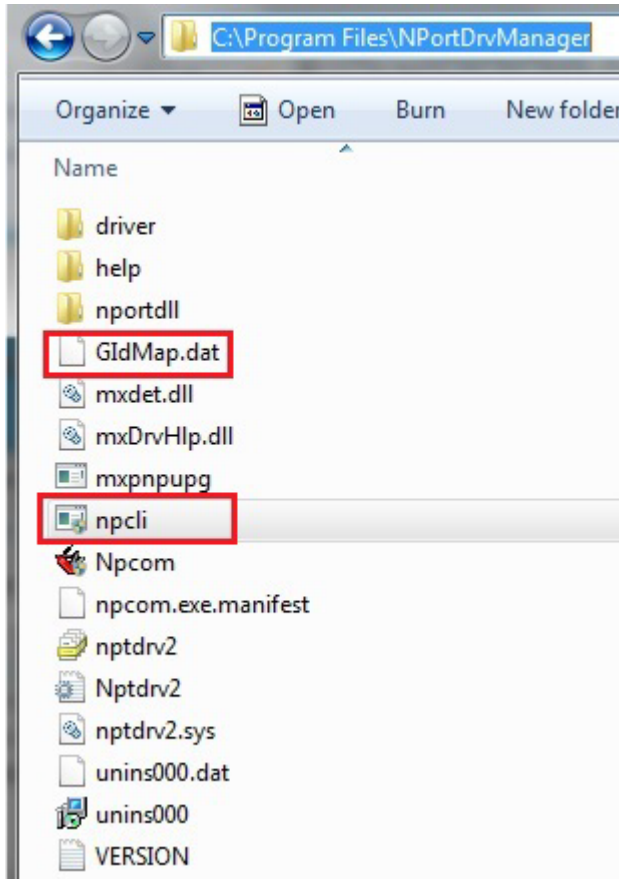 C:\Program Files\NPortDrvManager
Organize Open Burn New folder
Name
driver
help
nportdll
GIdMap.dat
mxdet.dll
mxDrvHlp.dll
mxpnpupg
npcli
Npcom
npcom.exe.manifest
nptdrv2
Nptdrv2
nptdrv2.sys
unins000.dat
unins000
VERSION